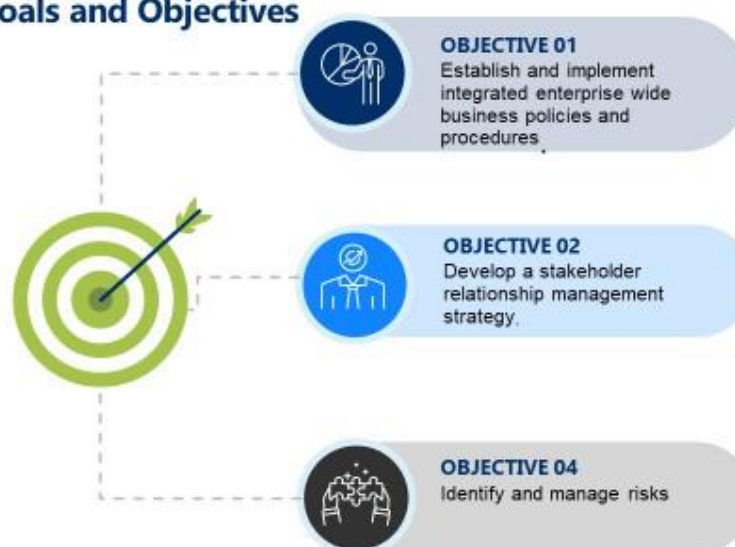 oals and Objectives
OBJECTIVE 01
Establish and implement
integrated enterprise wide
business policies and
procedures.
OBJECTIVE 02
Develop a stakeholder
relationship management
strategy.
OBJECTIVE 04
Identify and manage risks